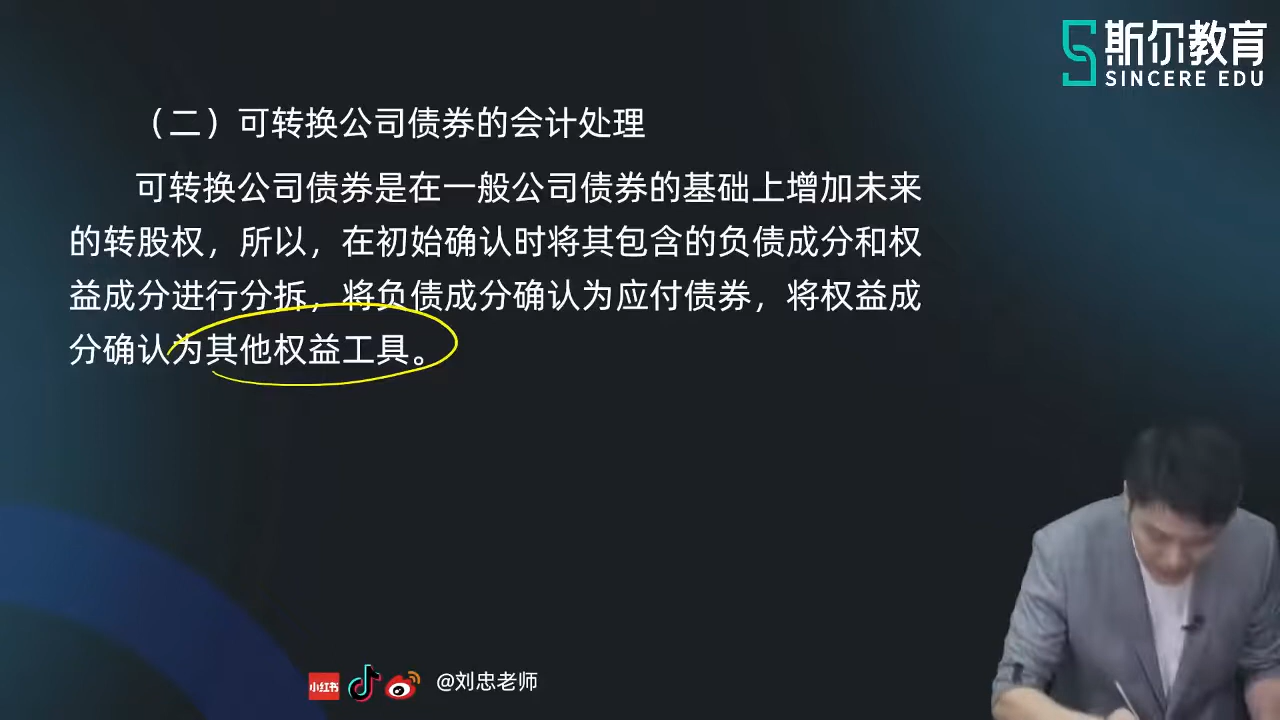 斯尔教育
SINCERE EDU
（二）可转换公司债券的会计处理
可转换公司债券是在一般公司债券的基础上增加未来
的转股权，所以，在初始确认时将其包含的负债成分和权
益成分进行分拆，将负债成分确认为应付债券，将权益成
分确认为其他权益工具。
小红书
@刘忠老师